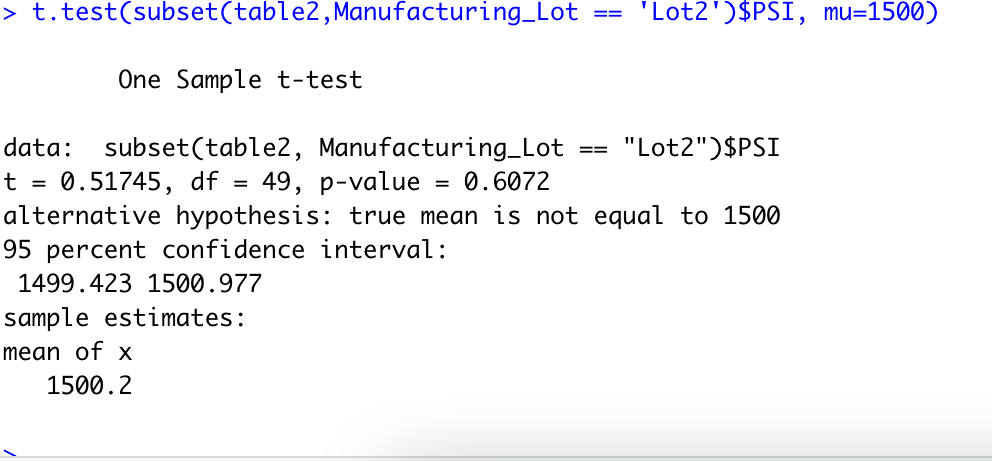 > t.test(subset(table2,Manufacturing_Lot == 'Lot2')$PSI, mu=1500)
One Sample t-test
data:  subset(table2, Manufacturing_Lot == "Lot2")$PSI
t = 0.51745, df = 49, p-value = 0.6072
alternative hypothesis: true mean is not equal to 1500
95 percent confidence interval:
 1499.423 1500.977
sample estimates:
mean of x
   1500.2
>